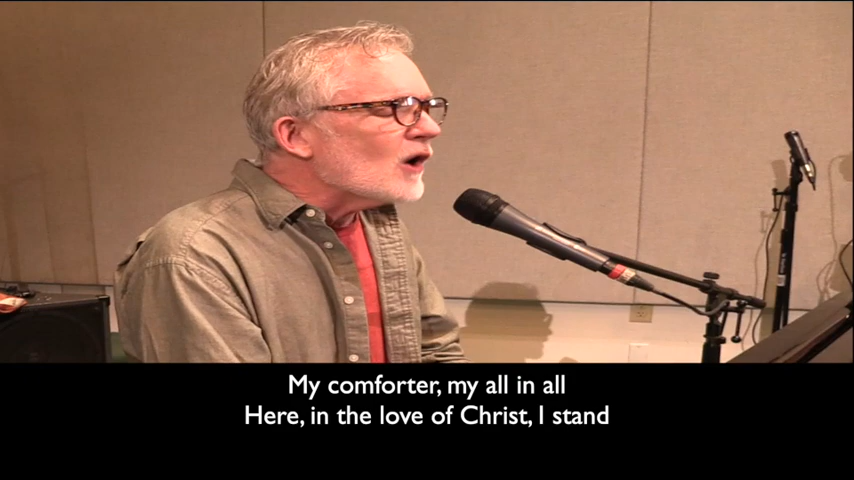 My comforter, my all in all
Here, in the love of Christ, I stand